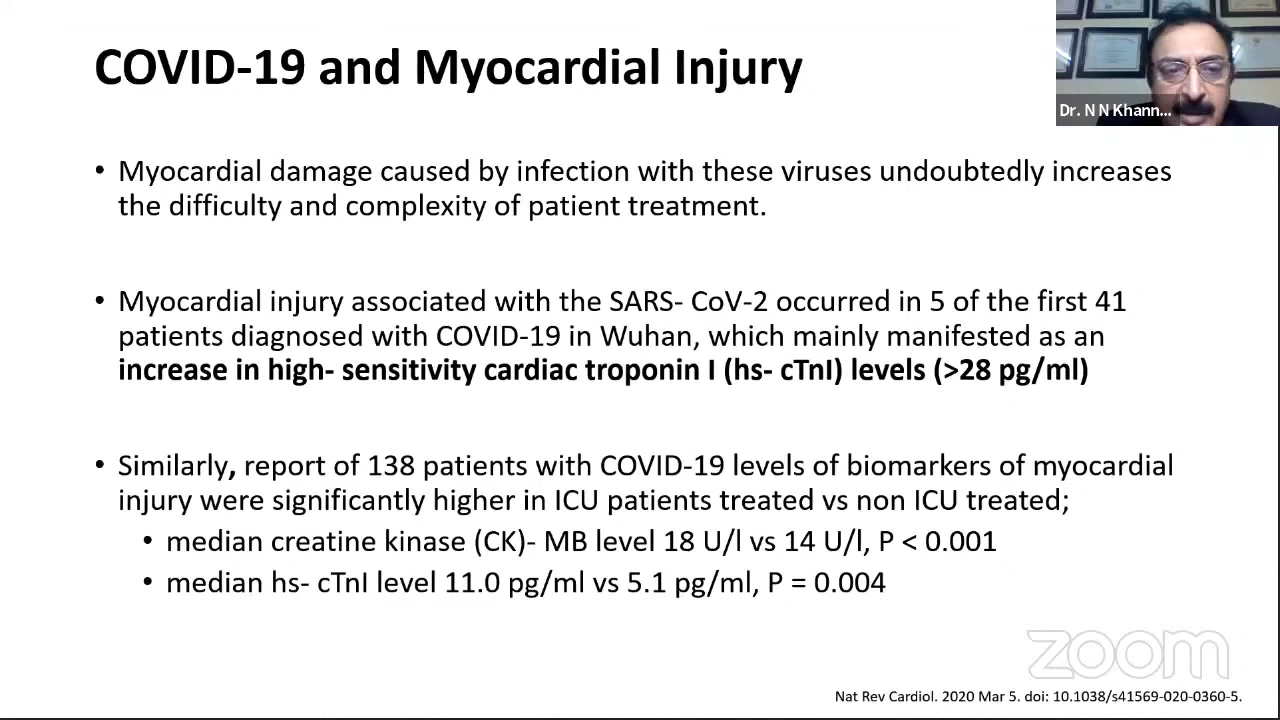 COVID-19 and Myocardial Injury
Dr. N N Khann...
• Myocardial damage caused by infection with these viruses undoubtedly increases
the difficulty and complexity of patient treatment.
• Myocardial injury associated with the SARS- CoV-2 occurred in 5 of the first 41
patients diagnosed with COVID-19 in Wuhan, which mainly manifested as an
increase in high- sensitivity cardiac troponin I (hs- cTnI) levels (>28 pg/ml)
• Similarly, report of 138 patients with COVID-19 levels of biomarkers of myocardial
injury were significantly higher in ICU patients treated vs non ICU treated;
• median creatine kinase (CK)- MB level 18 U/l vs 14 U/l, P < 0.001
• median hs- cTnI level 11.0 pg/ml vs 5.1 pg/ml, P = 0.004
zoom
Nat Rev Cardiol. 2020 Mar 5. doi: 10.1038/s41569-020-0360-5.